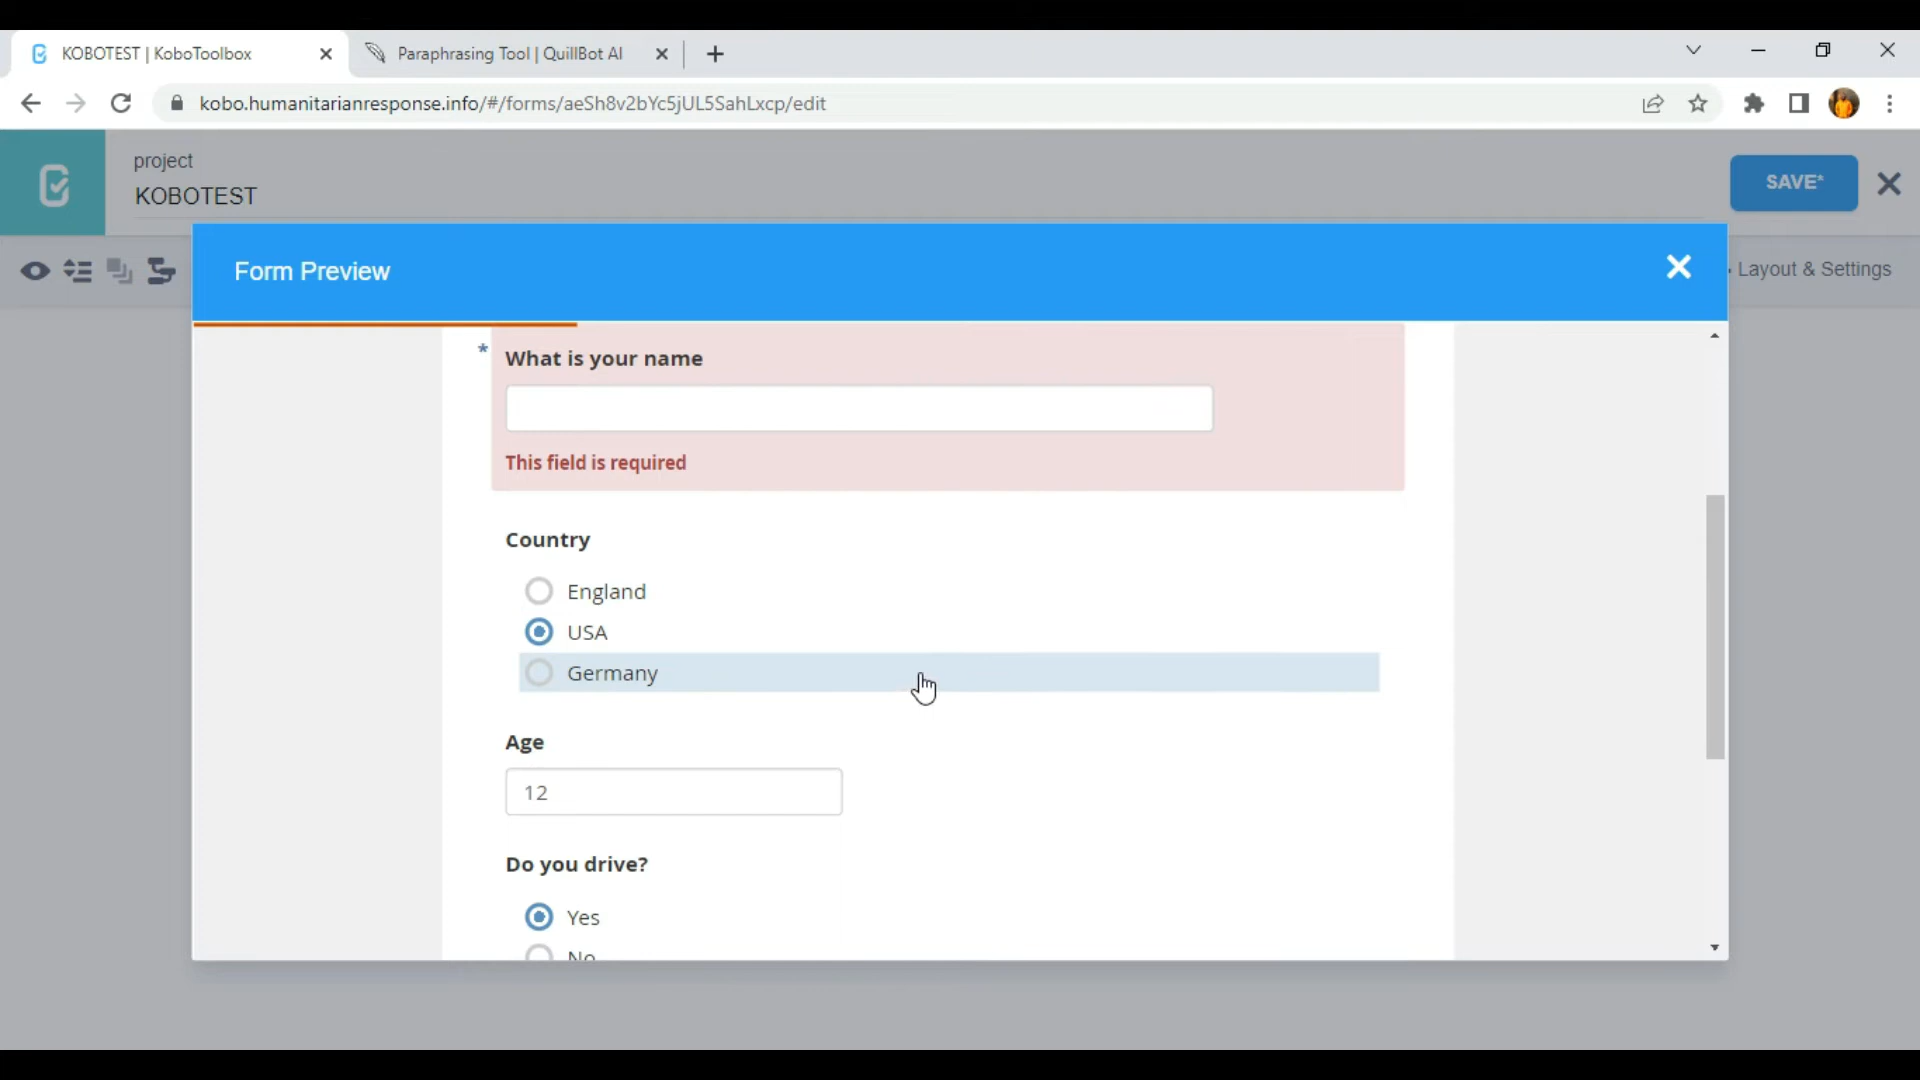 KOBOTEST | KoboToolbox
Paraphrasing Tool | QuillBot AI
kobo.humanitarianresponse.info/#/forms/aeSh8v2bYc5jUL5SahLxcp/edit
project
KOBOTEST
SAVE*
Form Preview
Layout & Settings
* What is your name
This field is required
Country
England
USA
Germany
Age
12
Do you drive?
Yes
No